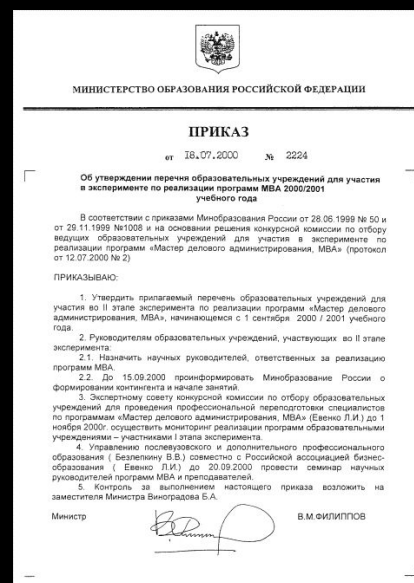 МИНИСТЕРСТВО ОБРАЗОВАНИЯ РОССИЙСКОЙ ФЕДЕРАЦИИ
ПРИКАЗ
от 18.07.2000 № 2224
Об утверждении перечня образовательных учреждений для участия
в эксперименте по реализации программ МВА 2000/2001
учебного года
В соответствии с приказами Минобразования России от 28.06.1999 № 50 и
от 29.11.1999 №1008 и на основании решения конкурсной комиссии по отбору
ведущих образовательных учреждений для участия в эксперименте по
реализации программ «Мастер делового администрирования, МВА» (протокол
от 12.07.2000 № 2)
ПРИКАЗЫВАЮ:
1. Утвердить прилагаемый перечень образовательных учреждений для
участия во II этапе эксперимента по реализации программ «Мастер делового
администрирования, МВА», начинающемся с 1 сентября 2000 / 2001 учебного
года.
2. Руководителям образовательных учреждений, участвующих во II этапе
эксперимента:
2.1. Назначить научных руководителей, ответственных за реализацию
программ МВА.
2.2. До 15.09.2000 проинформировать Минобразование России о
формировании контингента и начале занятий.
3. Экспертному совету конкурсной комиссии по отбору образовательных
учреждений для проведения профессиональной переподготовки специалистов
по программам «Мастер делового администрирования, МВА» (Евенко Л.И.) до 1
ноября 2000г. осуществить мониторинг реализации программ образовательными
учреждениями – участниками I этапа эксперимента.
4. Управлению послевузовского и дополнительного профессионального
образования ( Безлепкину В.В.) совместно с Российской ассоциацией бизнес-
образования ( Евенко Л.И.) до 20.09.2000 провести семинар научных
руководителей программ МВА и преподавателей.
5. Контроль за выполнением настоящего приказа возложить на
заместителя Министра Виноградова Б.А.
Министр В.М.ФИЛИППОВ